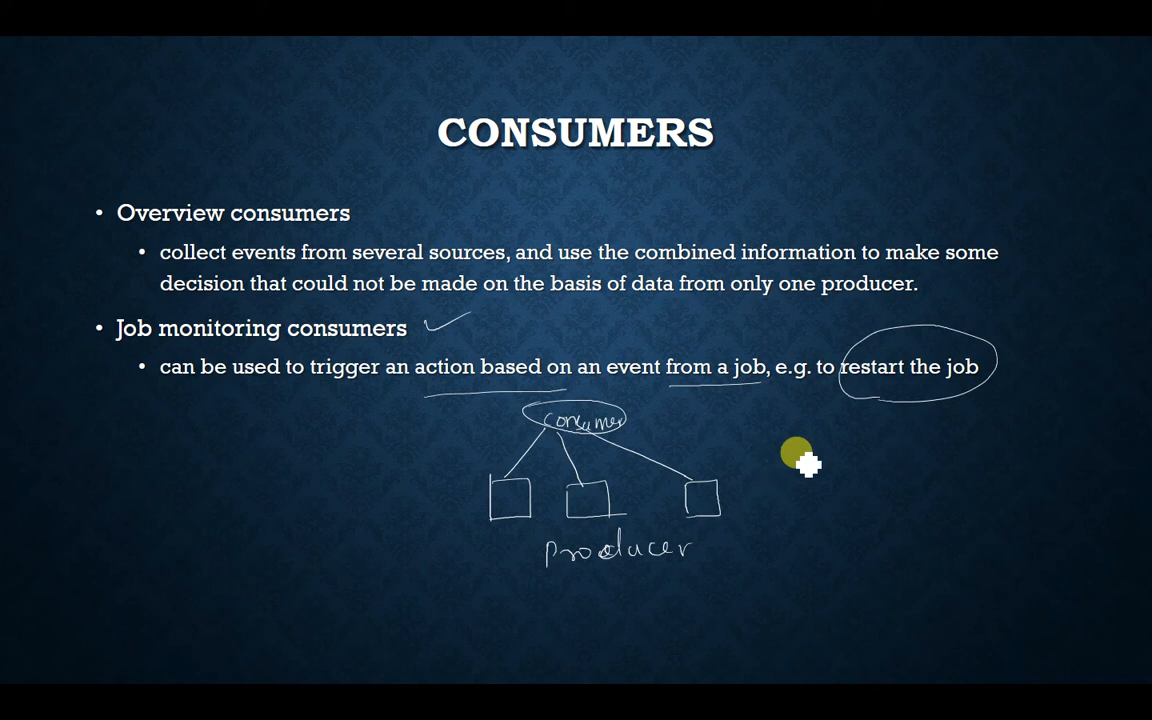 CONSUMERS
• Overview consumers
• collect events from several sources, and use the combined information to make some
decision that could not be made on the basis of data from only one producer.
• Job monitoring consumers
• can be used to trigger an action based on an event from a job, e.g. to restart the job
consumer
producer